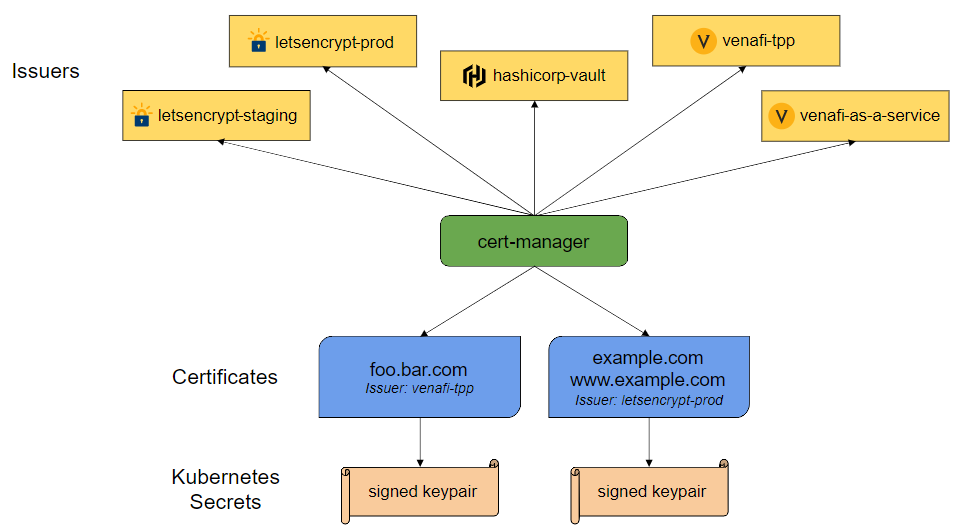 letsencrypt-prod
venafi-tpp
Issuers
hashicorp-vault
letsencrypt-staging
venafi-as-a-service
cert-manager
Certificates
foo.bar.com
Issuer: venafi-tpp
example.com
www.example.com
Issuer: letsencrypt-prod
Kubernetes
Secrets
signed keypair
signed keypair